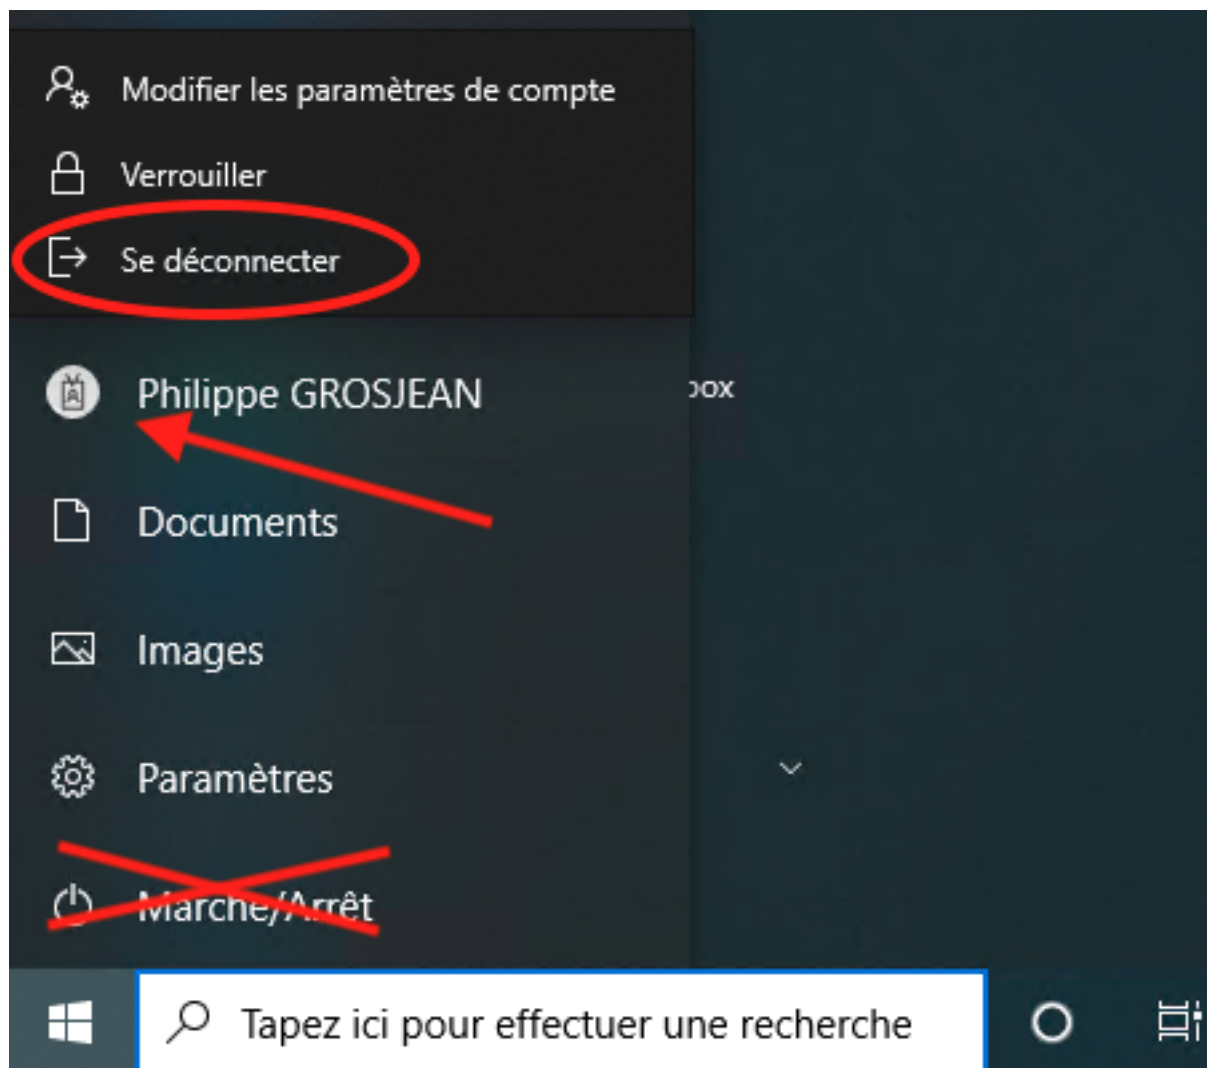 Modifier les paramètres de compte
Verrouiller
Se déconnecter
Philippe GROSJEAN
box
Documents
Images
Paramètres
Marche/Arrêt
Tapez ici pour effectuer une recherche